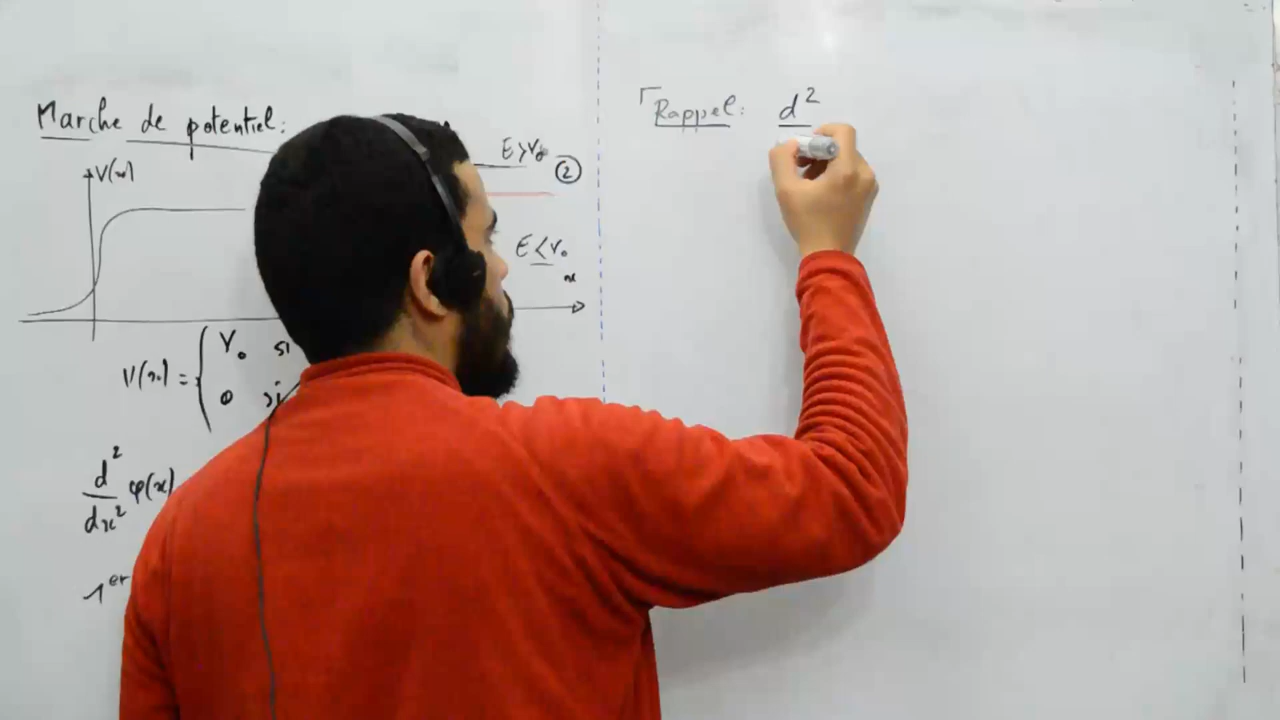 Marche de potentiel:
V(x)
E>V₀ ②
E<V₀
x
V(x) = { V₀ si
0 si
d²/dx² φ(x)
1er
Rappel: d²